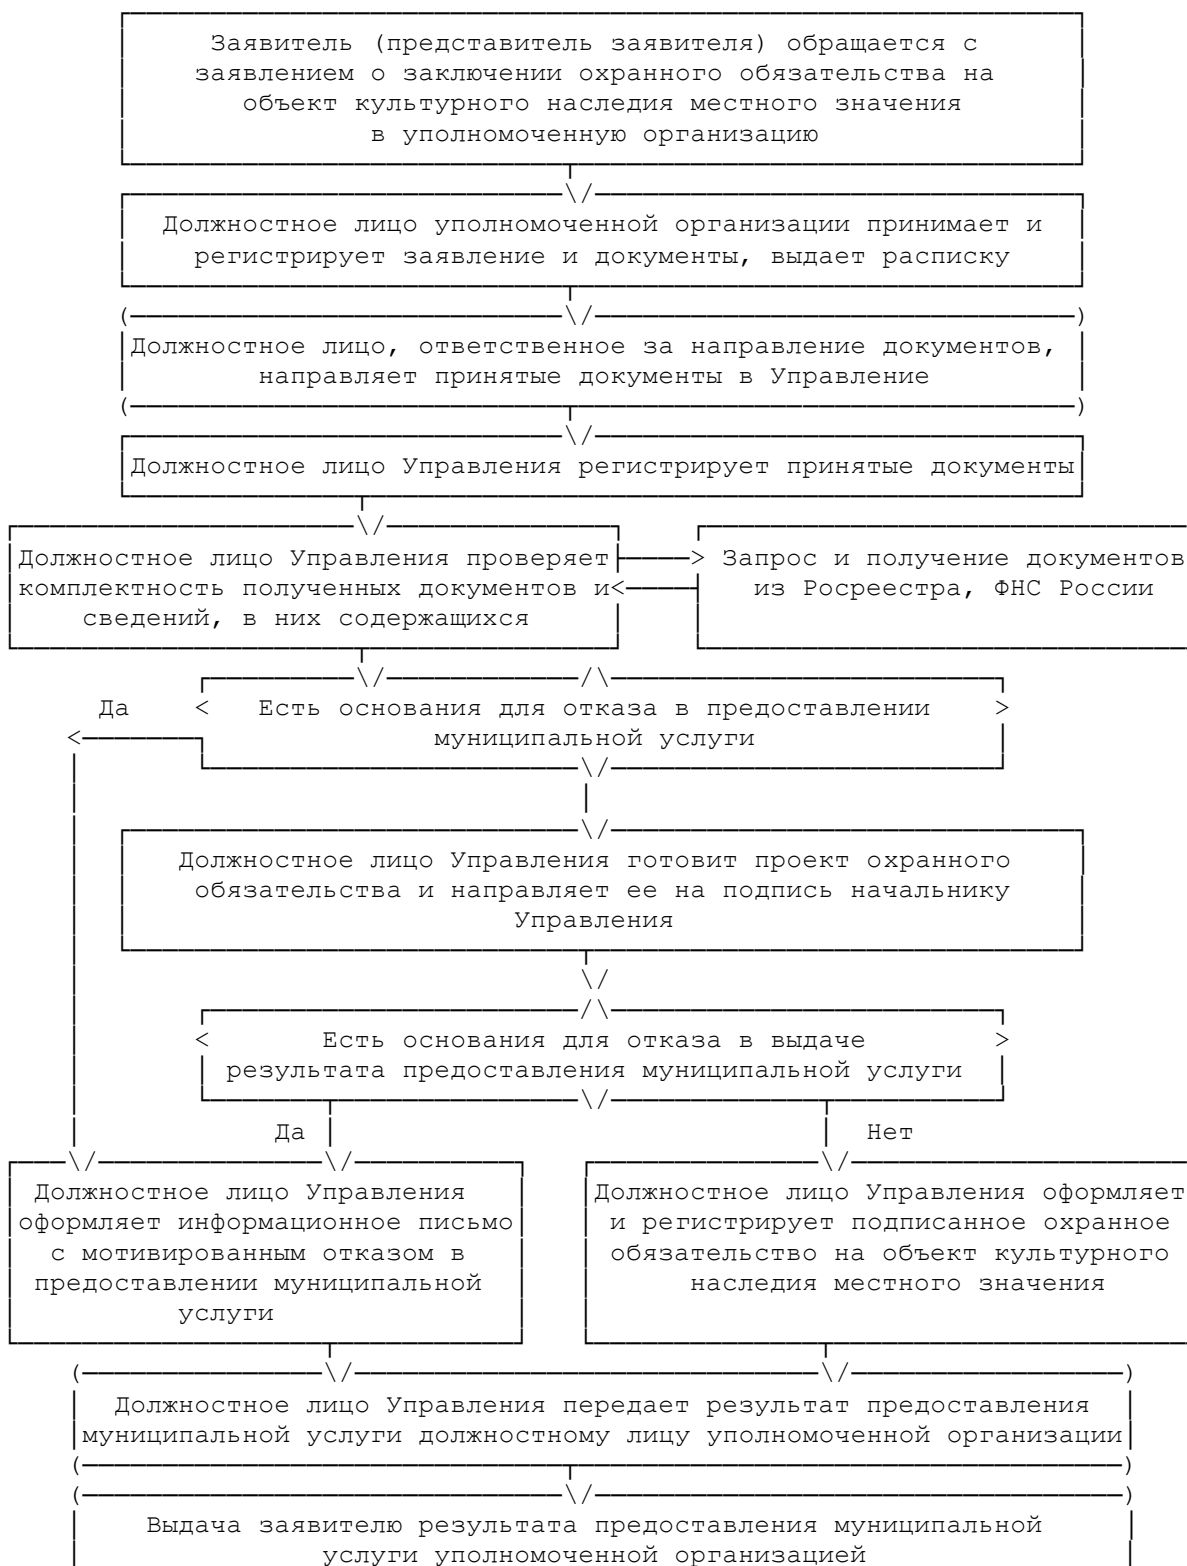 Заявитель (представитель заявителя) обращается с
заявлением о заключении охранного обязательства на
объект культурного наследия местного значения
в уполномоченную организацию
Должностное лицо уполномоченной организации принимает и
регистрирует заявление и документы, выдает расписку
Должностное лицо, ответственное за направление документов,
направляет принятые документы в Управление
Должностное лицо Управления регистрирует принятые документы
Должностное лицо Управления проверяет
комплектность полученных документов и
сведений, в них содержащихся
Запрос и получение документов
из Росреестра, ФНС России
Да
Есть основания для отказа в предоставлении
муниципальной услуги
Должностное лицо Управления готовит проект охранного
обязательства и направляет ее на подпись начальнику
Управления
Есть основания для отказа в выдаче
результата предоставления муниципальной услуги
Да
Нет
Должностное лицо Управления
оформляет информационное письмо
с мотивированным отказом в
предоставлении муниципальной
услуги
Должностное лицо Управления оформляет
и регистрирует подписанное охранное
обязательство на объект культурного
наследия местного значения
Должностное лицо Управления передает результат предоставления
муниципальной услуги должностному лицу уполномоченной организации
Выдача заявителю результата предоставления муниципальной
услуги уполномоченной организацией